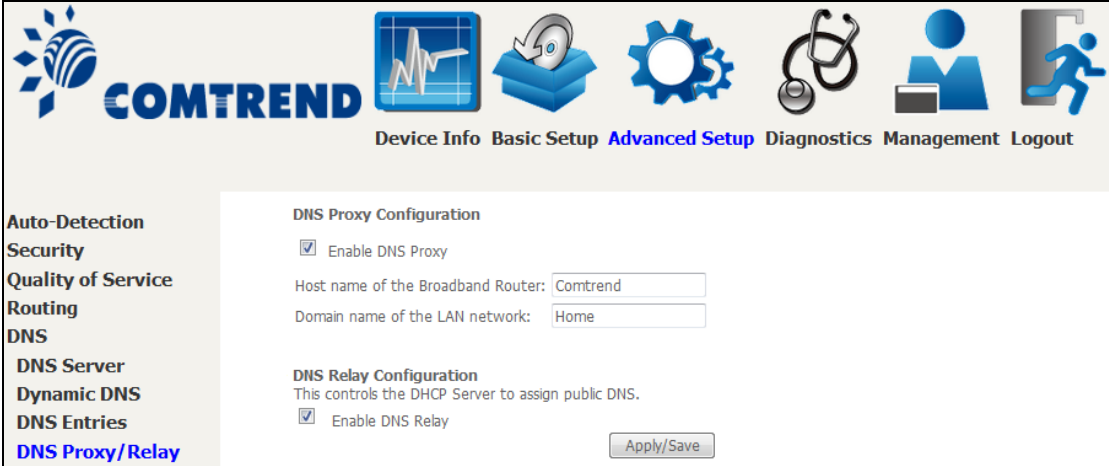 COMTREND
Device Info Basic Setup Advanced Setup Diagnostics Management Logout
Auto-Detection
Security
Quality of Service
Routing
DNS
DNS Server
Dynamic DNS
DNS Entries
DNS Proxy/Relay
DNS Proxy Configuration
Enable DNS Proxy
Host name of the Broadband Router: Comtrend
Domain name of the LAN network: Home
DNS Relay Configuration
This controls the DHCP Server to assign public DNS.
Enable DNS Relay
Apply/Save